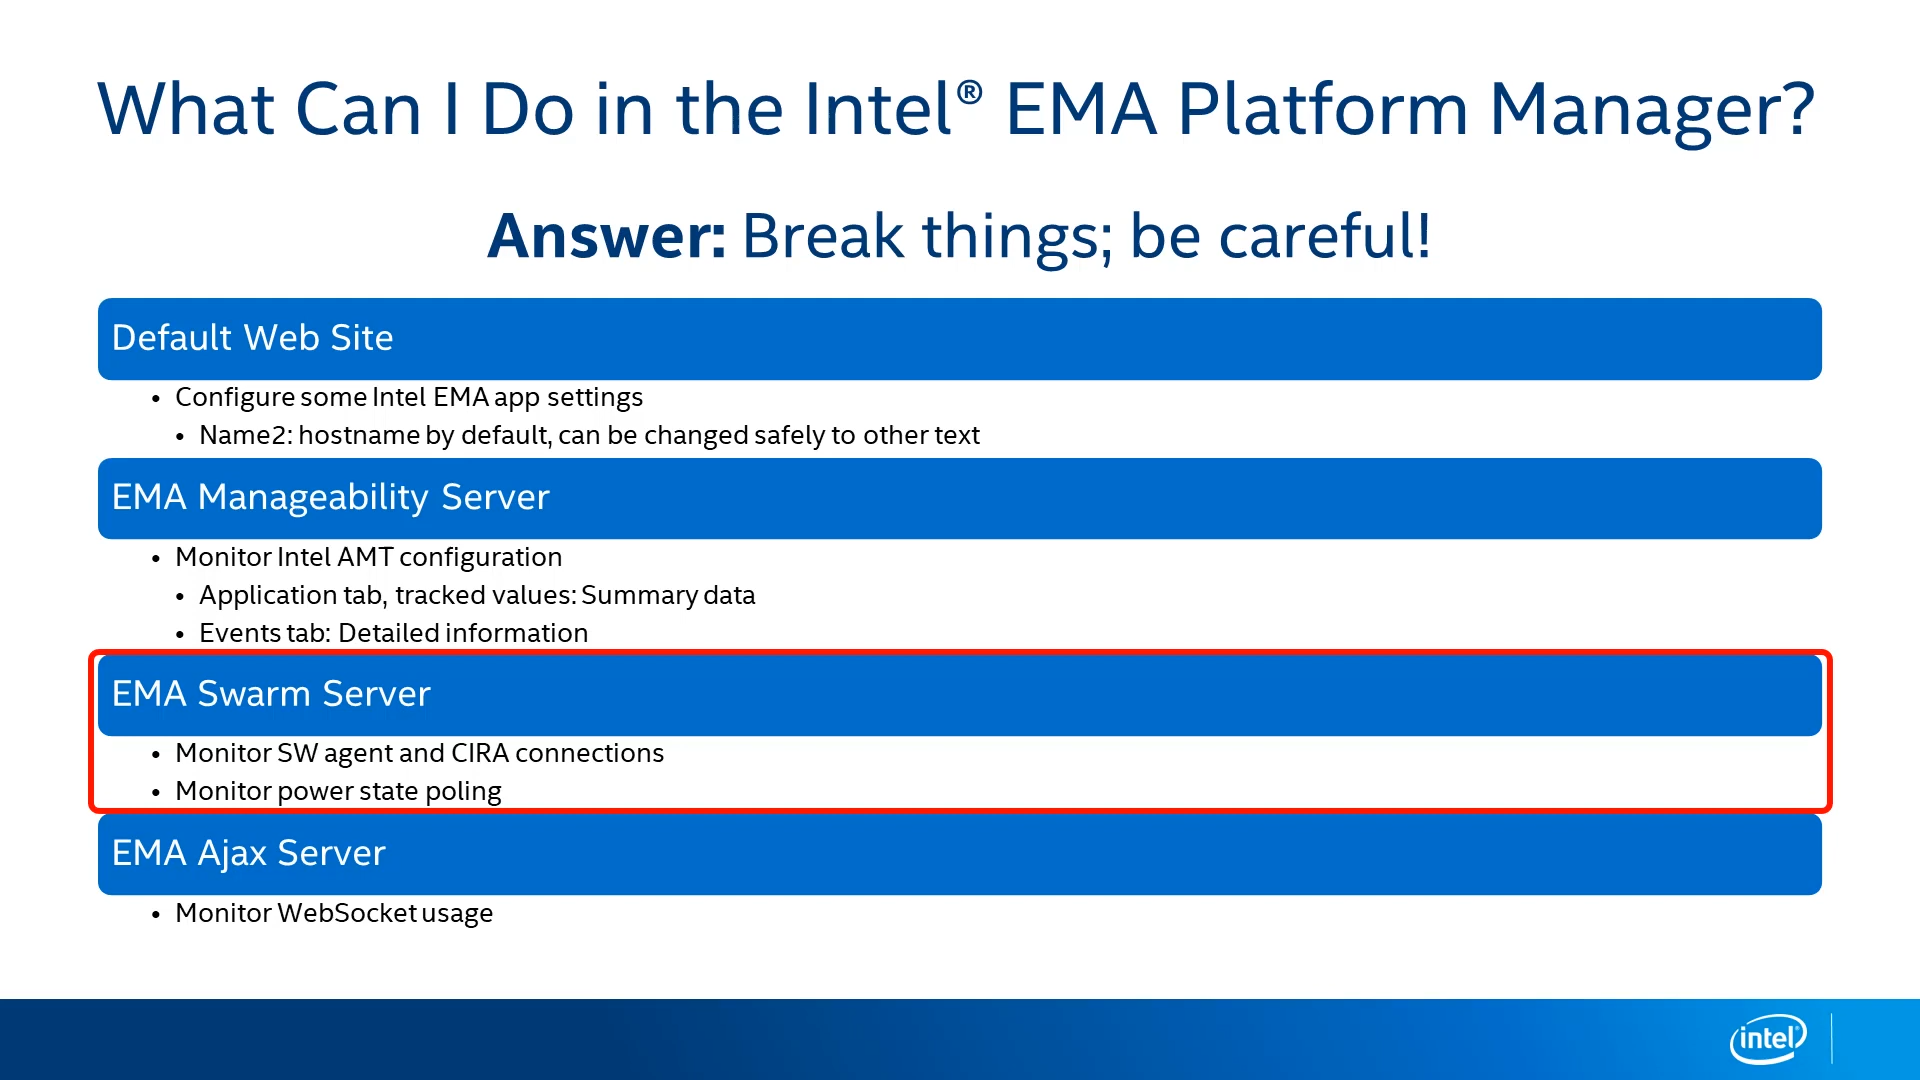 What Can I Do in the Intel® EMA Platform Manager?
Answer: Break things; be careful!
Default Web Site
• Configure some Intel EMA app settings
• Name2: hostname by default, can be changed safely to other text
EMA Manageability Server
• Monitor Intel AMT configuration
• Application tab, tracked values: Summary data
• Events tab: Detailed information
EMA Swarm Server
• Monitor SW agent and CIRA connections
• Monitor power state poling
EMA Ajax Server
• Monitor WebSocket usage
intel®